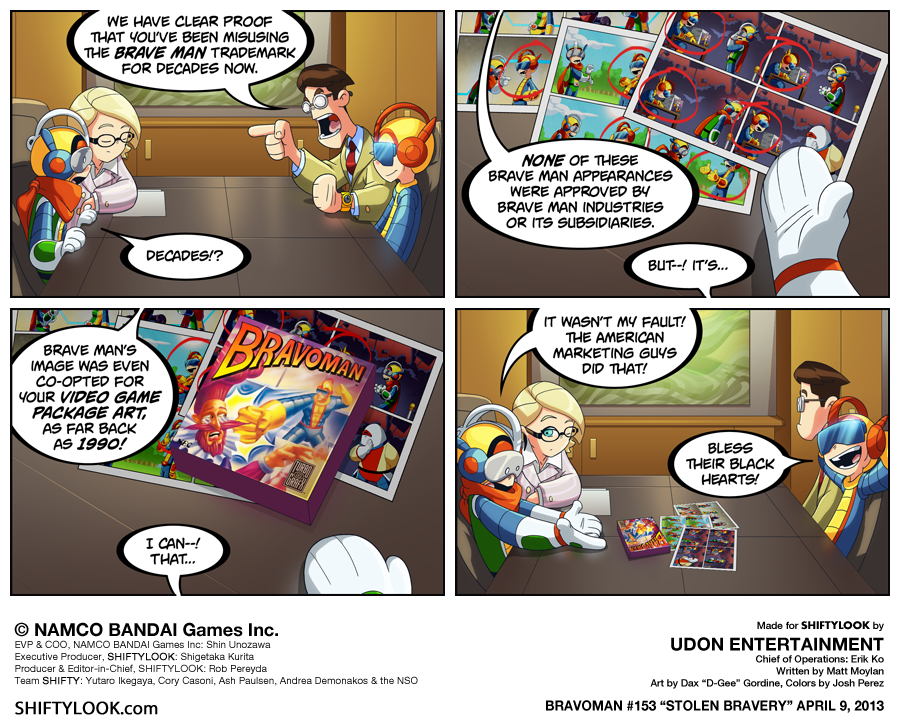 WE HAVE CLEAR PROOF
THAT YOU'VE BEEN MISUSING
THE BRAVE MAN TRADEMARK
FOR DECADES NOW.
DECADES!?
NONE OF THESE
BRAVE MAN APPEARANCES
WERE APPROVED BY
BRAVE MAN INDUSTRIES
OR ITS SUBSIDIARIES.
BUT--! IT'S...
BRAVE MAN'S
IMAGE WAS EVEN
CO-OPTED FOR
YOUR VIDEO GAME
PACKAGE ART,
AS FAR BACK
AS 1990!
BRAVOMAN
NEC
TURBO
GRAFX
I CAN--!
THAT...
IT WASN'T MY FAULT!
THE AMERICAN
MARKETING GUYS
DID THAT!
BLESS
THEIR BLACK
HEARTS!
© NAMCO BANDAI Games Inc.
EVP & COO, NAMCO BANDAI Games Inc: Shin Unozawa
Executive Producer, SHIFTYLOOK: Shigetaka Kurita
Producer & Editor-in-Chief, SHIFTYLOOK: Rob Pereyda
Team SHIFTY: Yutaro Ikegaya, Cory Casoni, Ash Paulsen, Andrea Demonakos & the NSO
SHIFTYLOOK.com
Made for SHIFTYLOOK by
UDON ENTERTAINMENT
Chief of Operations: Erik Ko
Written by Matt Moylan
Art by Dax "D-Gee" Gordine, Colors by Josh Perez
BRAVOMAN #153 "STOLEN BRAVERY" APRIL 9, 2013